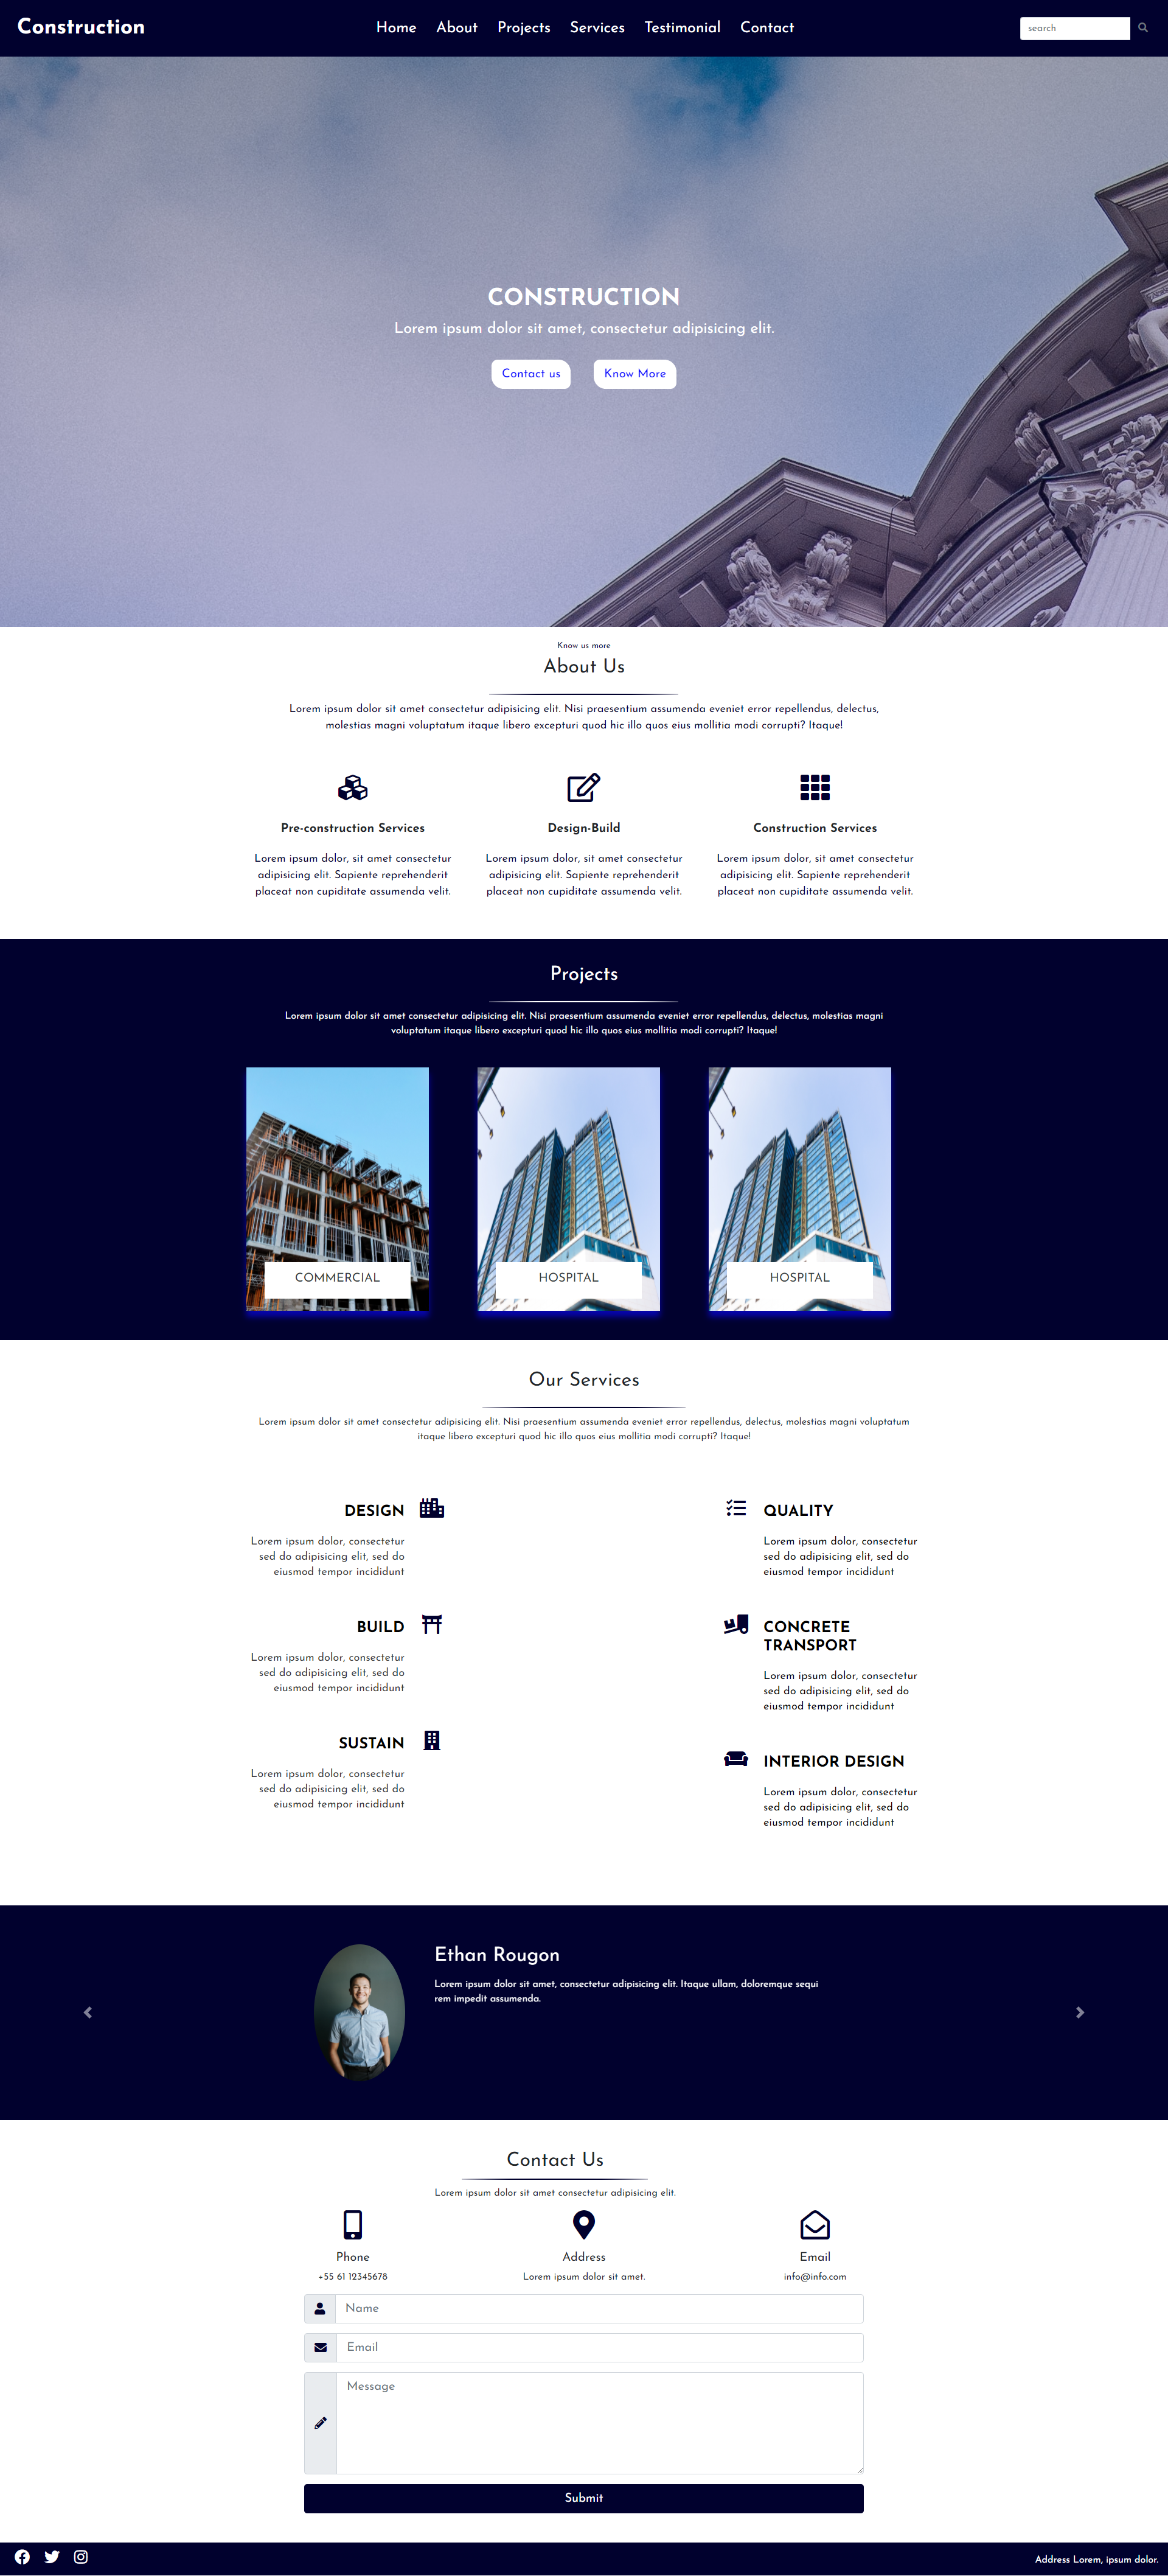 Construction
Home About Projects Services Testimonial Contact
search
CONSTRUCTION
Lorem ipsum dolor sit amet, consectetur adipisicing elit.
Contact us Know More
Know us more
About Us
Lorem ipsum dolor sit amet consectetur adipisicing elit. Nisi praesentium assumenda eveniet error repellendus, delectus,
molestias magni voluptatum itaque libero excepturi quod hic illo quos eius mollitia modi corrupti? Itaque!
Pre-construction Services
Lorem ipsum dolor, sit amet consectetur
adipisicing elit. Sapiente reprehenderit
placeat non cupiditate assumenda velit.
Design-Build
Lorem ipsum dolor, sit amet consectetur
adipisicing elit. Sapiente reprehenderit
placeat non cupiditate assumenda velit.
Construction Services
Lorem ipsum dolor, sit amet consectetur
adipisicing elit. Sapiente reprehenderit
placeat non cupiditate assumenda velit.
Projects
Lorem ipsum dolor sit amet consectetur adipisicing elit. Nisi praesentium assumenda eveniet error repellendus, delectus, molestias magni
voluptatum itaque libero excepturi quod hic illo quos eius mollitia modi corrupti? Itaque!
COMMERCIAL
HOSPITAL
HOSPITAL
Our Services
Lorem ipsum dolor sit amet consectetur adipisicing elit. Nisi praesentium assumenda eveniet error repellendus, delectus, molestias magni voluptatum
itaque libero excepturi quod hic illo quos eius mollitia modi corrupti? Itaque!
DESIGN
Lorem ipsum dolor, consectetur
sed do adipisicing elit, sed do
eiusmod tempor incididunt
BUILD
Lorem ipsum dolor, consectetur
sed do adipisicing elit, sed do
eiusmod tempor incididunt
SUSTAIN
Lorem ipsum dolor, consectetur
sed do adipisicing elit, sed do
eiusmod tempor incididunt
QUALITY
Lorem ipsum dolor, consectetur
sed do adipisicing elit, sed do
eiusmod tempor incididunt
CONCRETE
TRANSPORT
Lorem ipsum dolor, consectetur
sed do adipisicing elit, sed do
eiusmod tempor incididunt
INTERIOR DESIGN
Lorem ipsum dolor, consectetur
sed do adipisicing elit, sed do
eiusmod tempor incididunt
Ethan Rougon
Lorem ipsum dolor sit amet, consectetur adipisicing elit. Itaque ullam, doloremque sequi
rem impedit assumenda.
Contact Us
Lorem ipsum dolor sit amet consectetur adipisicing elit.
Phone
+55 61 12345678
Address
Lorem ipsum dolor sit amet.
Email
info@info.com
Name
Email
Message
Submit
Address Lorem, ipsum dolor.